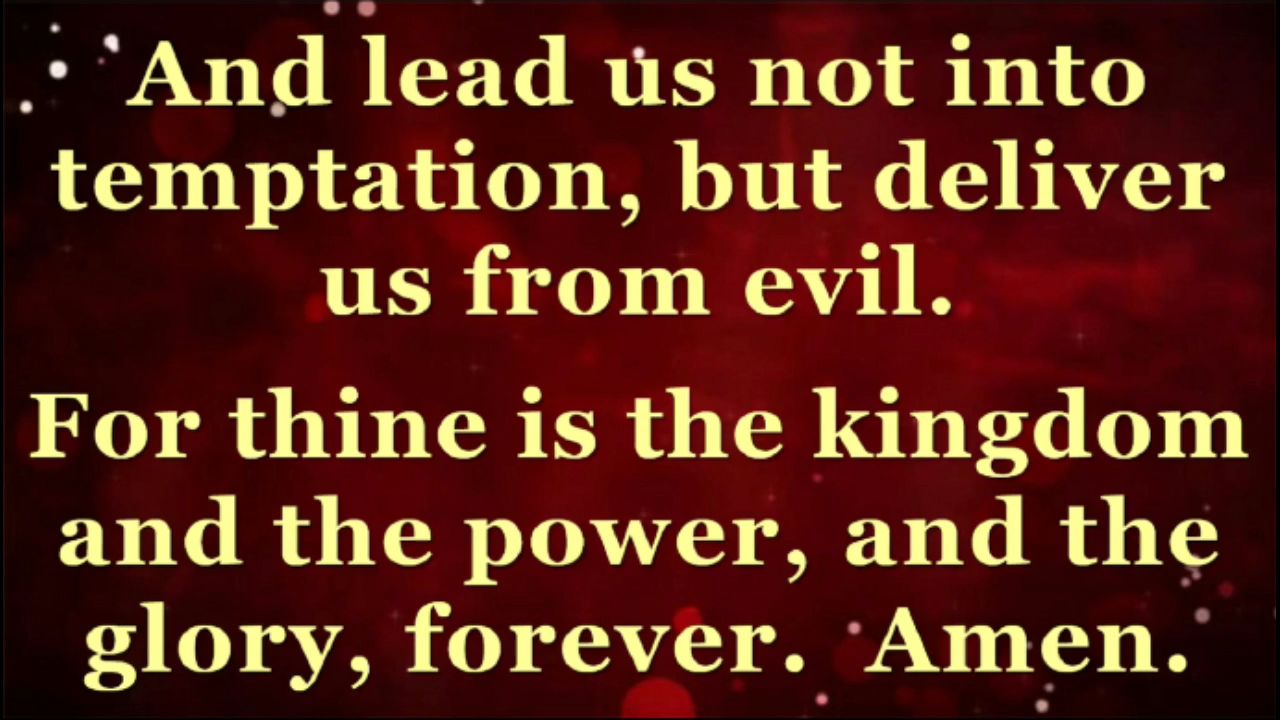 And lead us not into
temptation, but deliver
us from evil.
For thine is the kingdom
and the power, and the
glory, forever.  Amen.